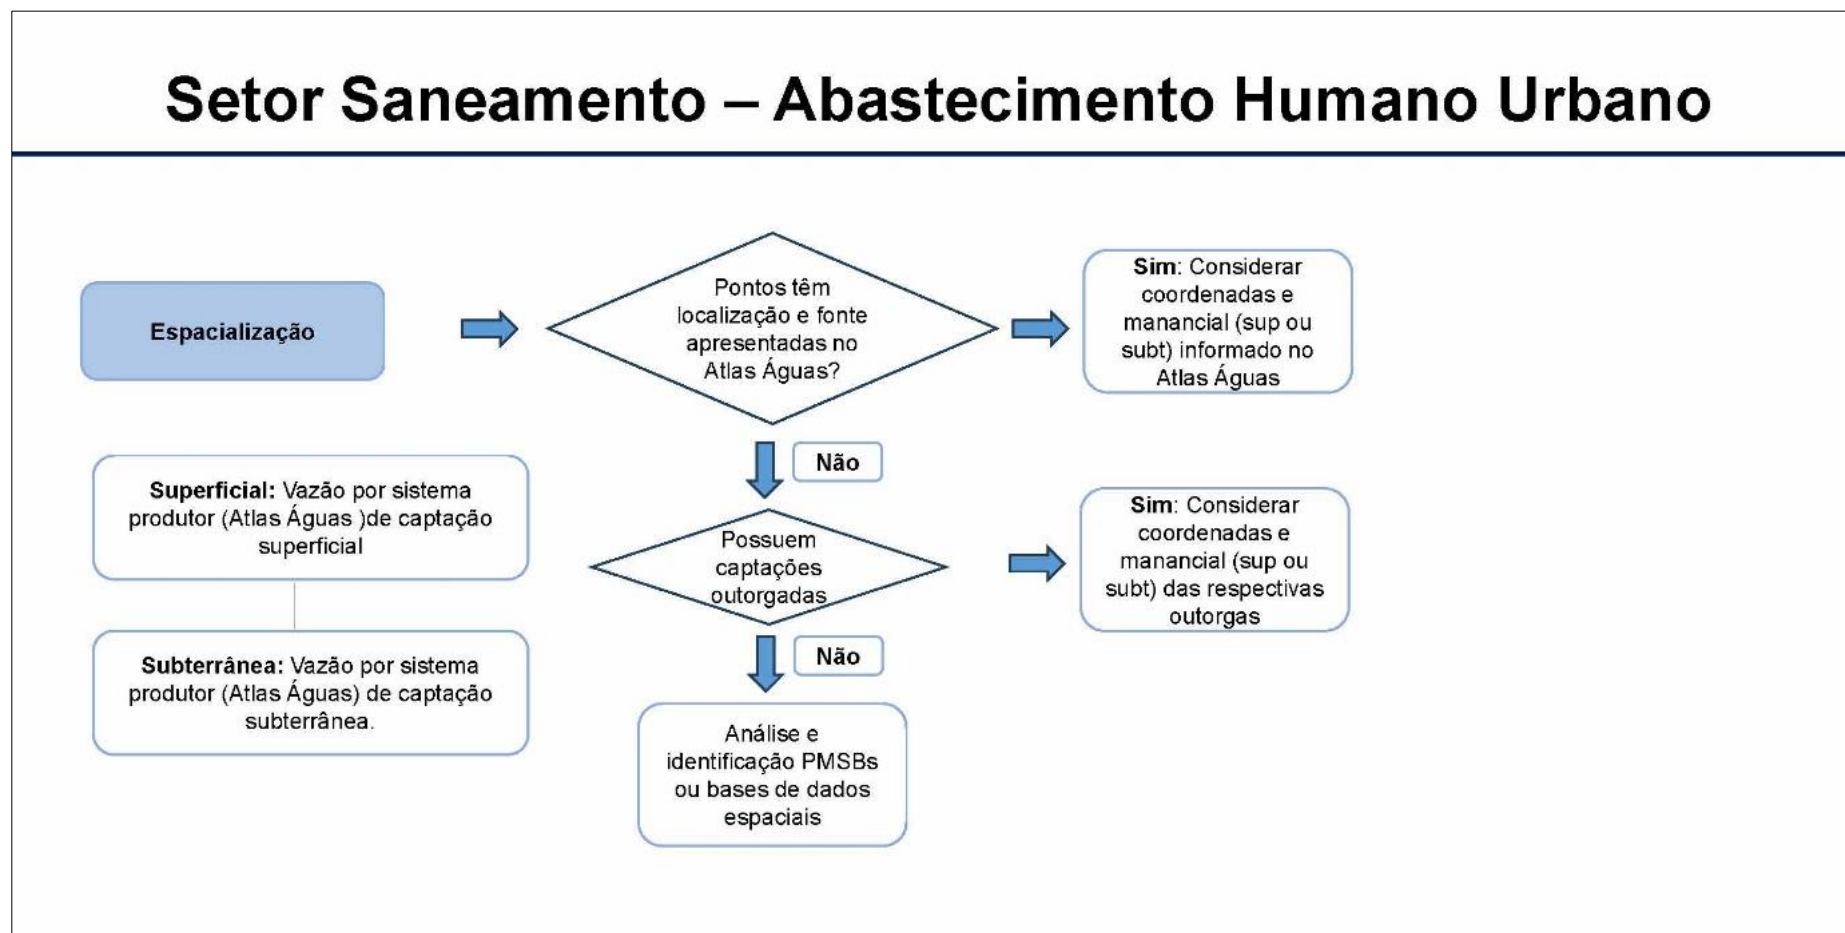 Setor Saneamento – Abastecimento Humano Urbano
Espacialização
Pontos têm
localização e fonte
apresentadas no
Atlas Águas?
Sim: Considerar
coordenadas e
manancial (sup ou
subt) informado no
Atlas Águas
Não
Superficial: Vazão por sistema
produtor (Atlas Águas )de captação
superficial
Possuem
captações
outorgadas
Sim: Considerar
coordenadas e
manancial (sup ou
subt) das respectivas
outorgas
Subterrânea: Vazão por sistema
produtor (Atlas Águas) de captação
subterrânea.
Não
Análise e
identificação PMSBs
ou bases de dados
espaciais